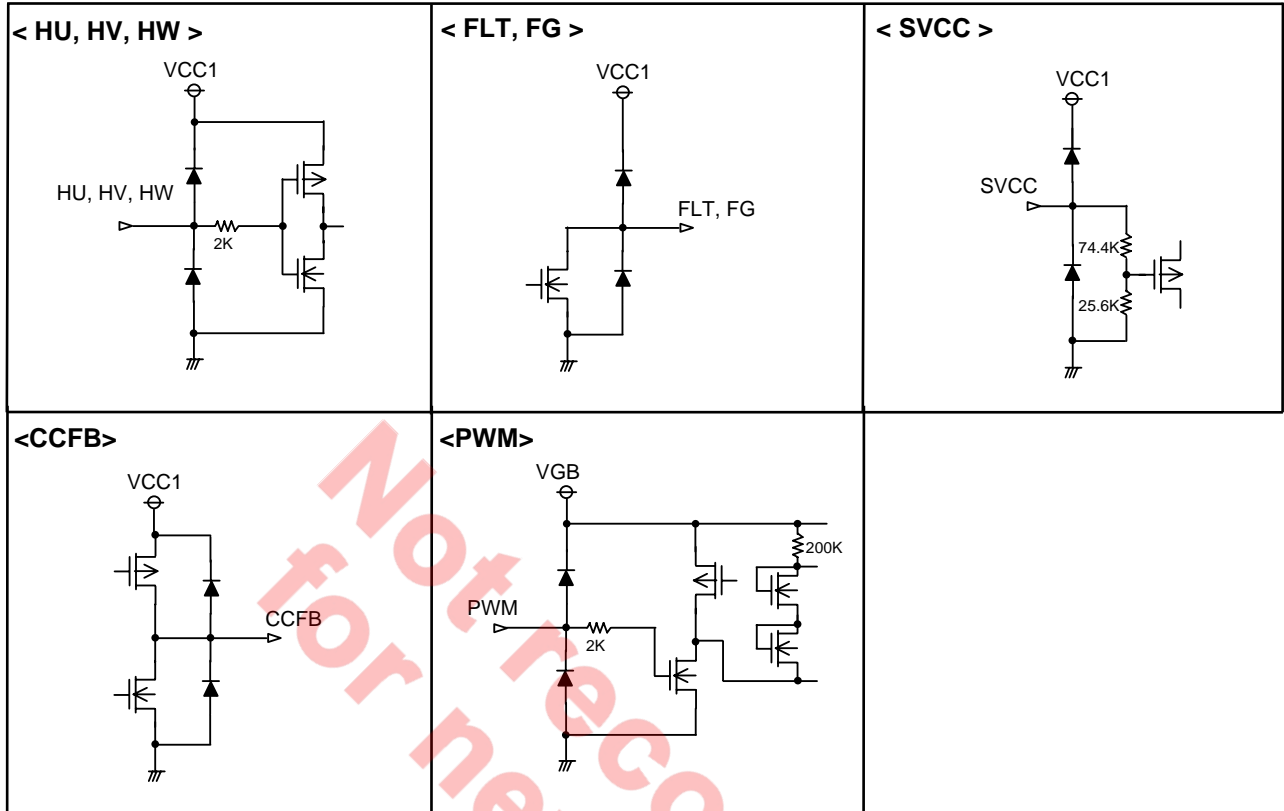 < HU, HV, HW >
VCC1
HU, HV, HW
2K
< FLT, FG >
VCC1
FLT, FG
< SVCC >
VCC1
SVCC
74.4K
25.6K
<CCFB>
VCC1
CCFB
<PWM>
VGB
200K
PWM
2K
Not reco
for ne